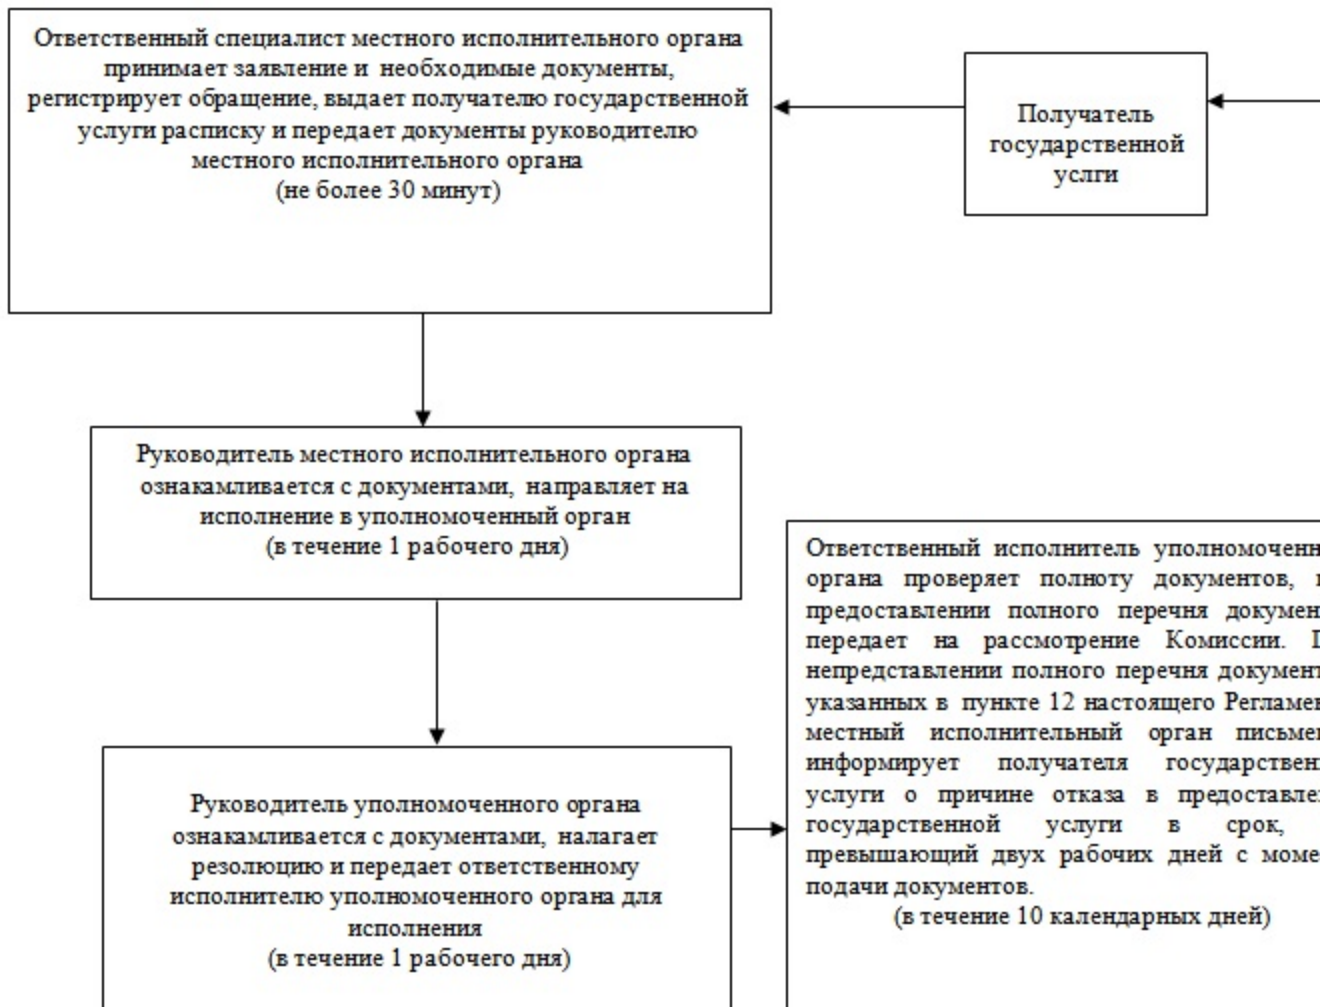 Ответственный специалист местного исполнительного органа
принимает заявление и необходимые документы,
регистрирует обращение, выдает получателю государственной
услуги расписку и передает документы руководителю
местного исполнительного органа
(не более 30 минут)
Получатель
государственной
услги
Руководитель местного исполнительного органа
ознакамливается с документами, направляет на
исполнение в уполномоченный орган
(в течение 1 рабочего дня)
Руководитель уполномоченного органа
ознакамливается с документами, налагает
резолюцию и передает ответственному
исполнителю уполномоченного органа для
исполнения
(в течение 1 рабочего дня)
Ответственный исполнитель уполномоченн
органа проверяет полноту документов,
предоставлении полного перечня докумен
передает на рассмотрение Комиссии.
непредставлении полного перечня документ
указанных в пункте 12 настоящего Регламен
местный исполнительный орган письмен
информирует получателя государствен
услуги о причине отказа в предоставле
государственной услуги в срок,
превышающий двух рабочих дней с моме
подачи документов.
(в течение 10 календарных дней)